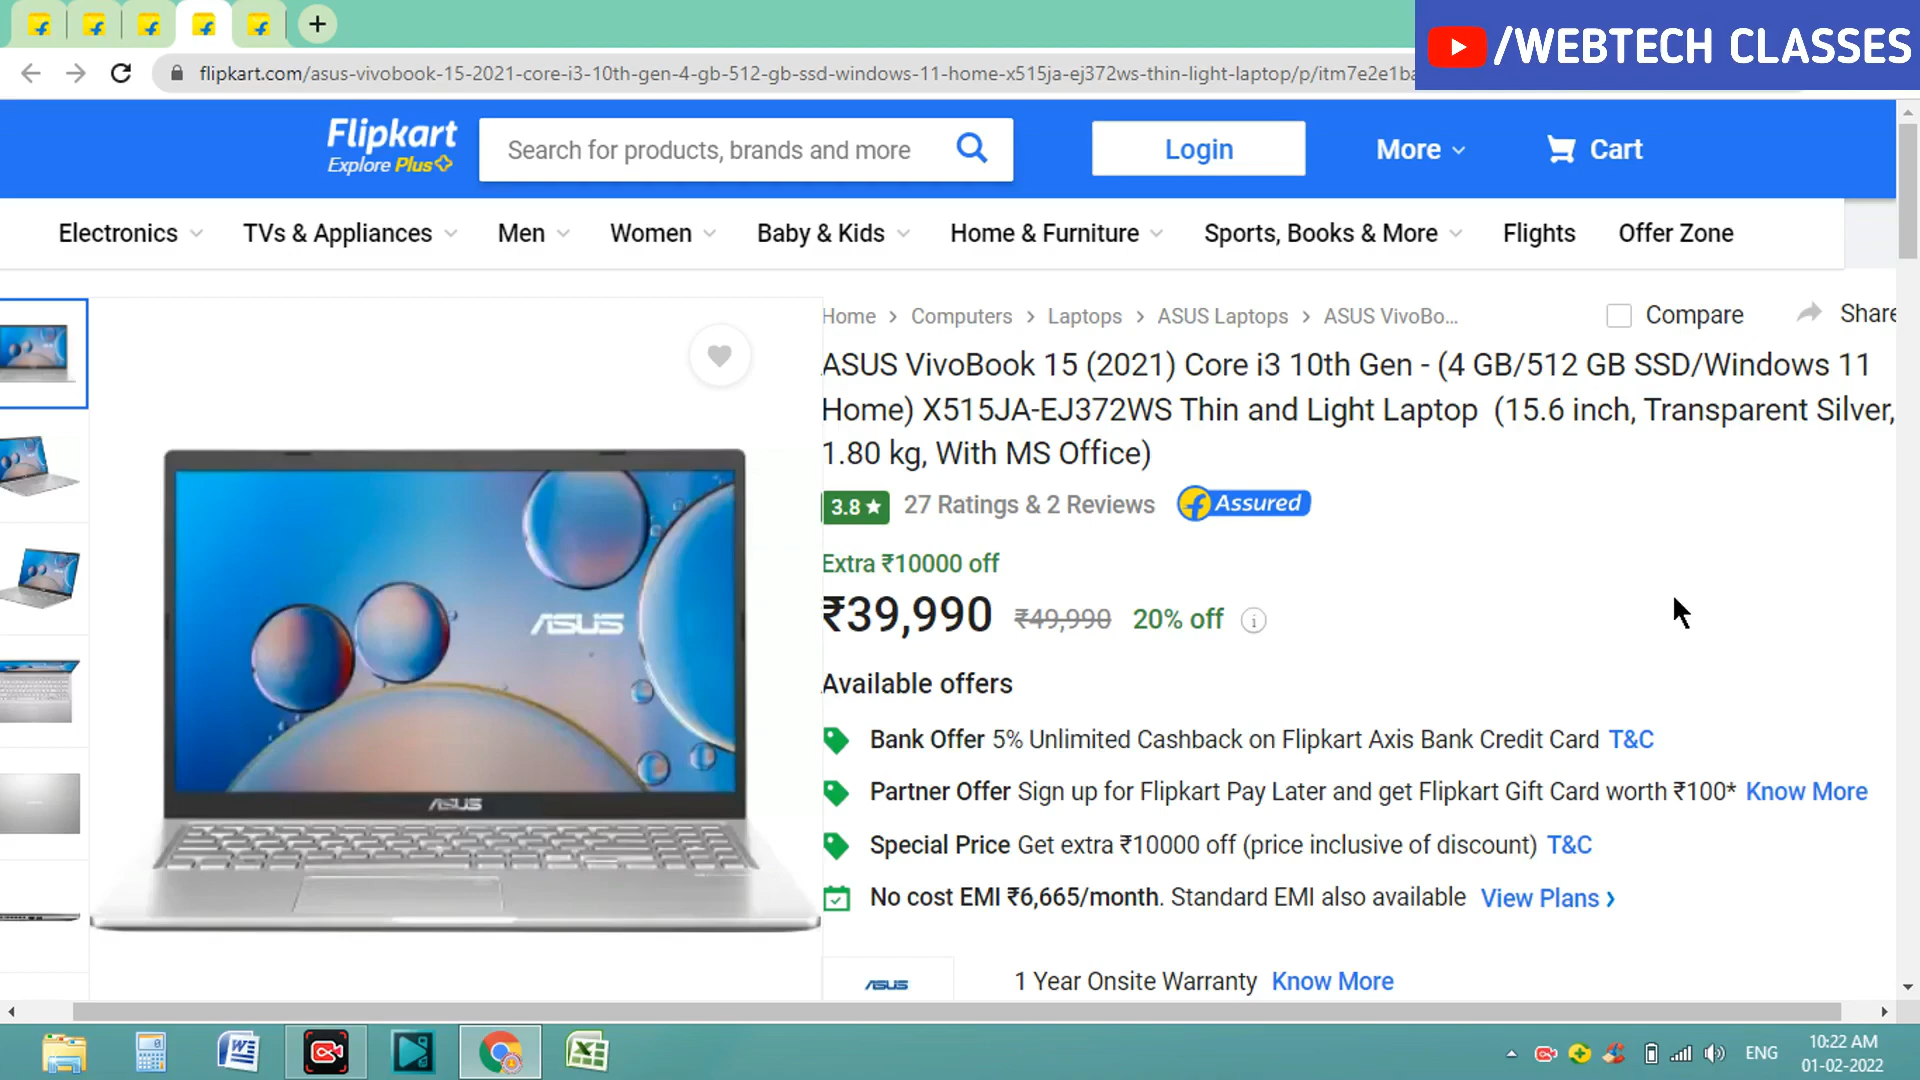 /WEBTECH CLASSES
flipkart.com/asus-vivobook-15-2021-core-i3-10th-gen-4-gb-512-gb-ssd-windows-11-home-x515ja-ej372ws-thin-light-laptop/p/itm7e2e1b
Flipkart
Explore Plus
Search for products, brands and more
Login
More
Cart
Electronics
TVs & Appliances
Men
Women
Baby & Kids
Home & Furniture
Sports, Books & More
Flights
Offer Zone
Home > Computers > Laptops > ASUS Laptops > ASUS VivoBo...
Compare
Share
ASUS VivoBook 15 (2021) Core i3 10th Gen - (4 GB/512 GB SSD/Windows 11
Home) X515JA-EJ372WS Thin and Light Laptop (15.6 inch, Transparent Silver,
1.80 kg, With MS Office)
3.8 ★ 27 Ratings & 2 Reviews Assured
Extra ₹10000 off
₹39,990 ₹49,990 20% off
ASUS
ASUS
Available offers
Bank Offer 5% Unlimited Cashback on Flipkart Axis Bank Credit Card T&C
Partner Offer Sign up for Flipkart Pay Later and get Flipkart Gift Card worth ₹100* Know More
Special Price Get extra ₹10000 off (price inclusive of discount) T&C
No cost EMI ₹6,665/month. Standard EMI also available View Plans ›
ASUS
1 Year Onsite Warranty Know More
ENG
10:22 AM
01-02-2022